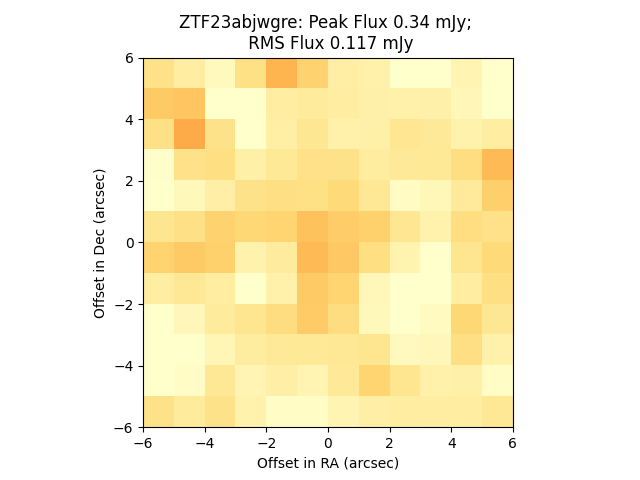 ZTF23abjwgre: Peak Flux 0.34 mJy;
RMS Flux 0.117 mJy
6
4
2
0
−2
−4
−6
Offset in Dec (arcsec)
−6 −4 −2 0 2 4 6
Offset in RA (arcsec)